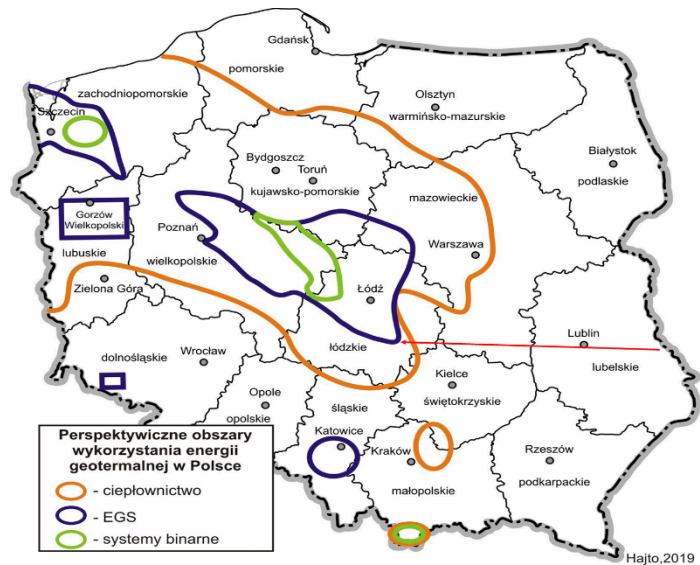 Gdańsk
pomorskie
zachodniopomorskie
Szczecin
Olsztyn
warmińsko-mazurskie
Białystok
podlaskie
Bydgoszcz
Toruń
kujawsko-pomorskie
mazowieckie
Warszawa
Gorzów
Wielkopolski
lubuskie
Poznań
wielkopolskie
Zielona Góra
Łódź
łódzkie
Lublin
lubelskie
dolnośląskie
Wrocław
Opole
opolskie
śląskie
Katowice
Kielce
świętokrzyskie
Kraków
małopolskie
Rzeszów
podkarpackie
Perspektywiczne obszary
wykorzystania energii
geotermalnej w Polsce
- ciepłownictwo
- EGS
- systemy binarne
Hajto,2019